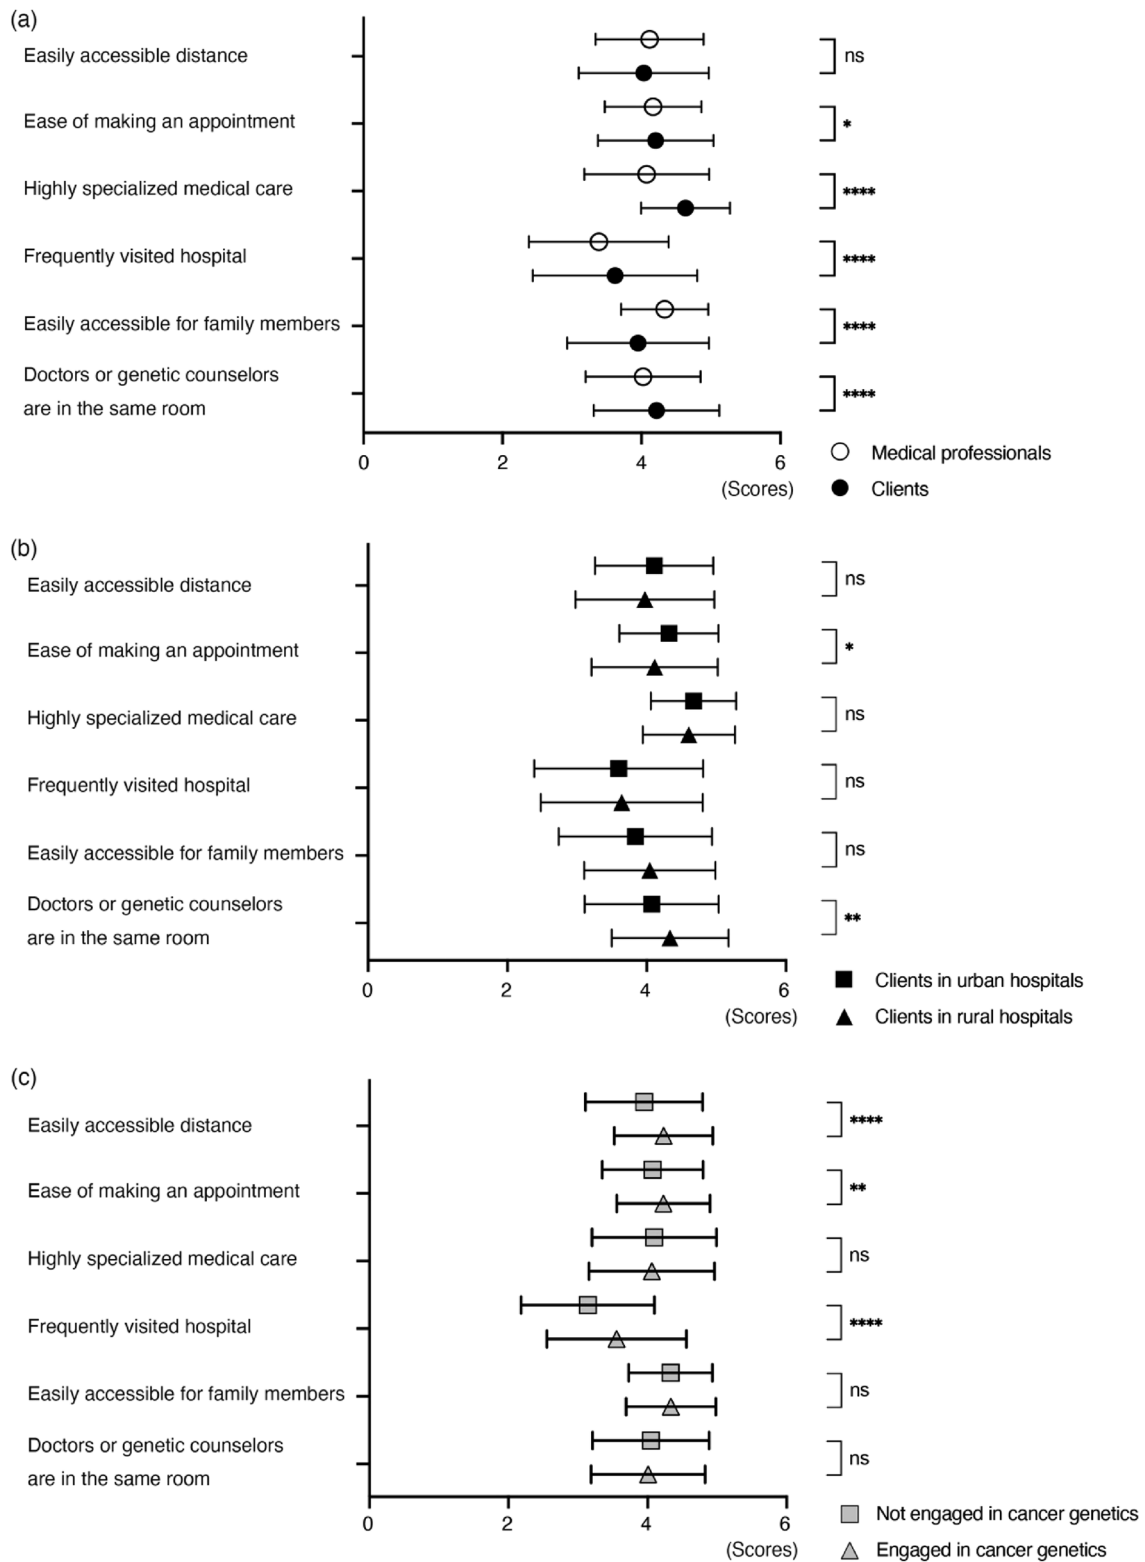 (a)
Easily accessible distance
ns
Ease of making an appointment
*
Highly specialized medical care
****
Frequently visited hospital
****
Easily accessible for family members
****
Doctors or genetic counselors
are in the same room
****
0 2 4 6
(Scores)
Medical professionals
Clients
(b)
Easily accessible distance
ns
Ease of making an appointment
*
Highly specialized medical care
ns
Frequently visited hospital
ns
Easily accessible for family members
ns
Doctors or genetic counselors
are in the same room
**
0 2 4 6
(Scores)
Clients in urban hospitals
Clients in rural hospitals
(c)
Easily accessible distance
****
Ease of making an appointment
**
Highly specialized medical care
ns
Frequently visited hospital
****
Easily accessible for family members
ns
Doctors or genetic counselors
are in the same room
ns
0 2 4 6
(Scores)
Not engaged in cancer genetics
Engaged in cancer genetics